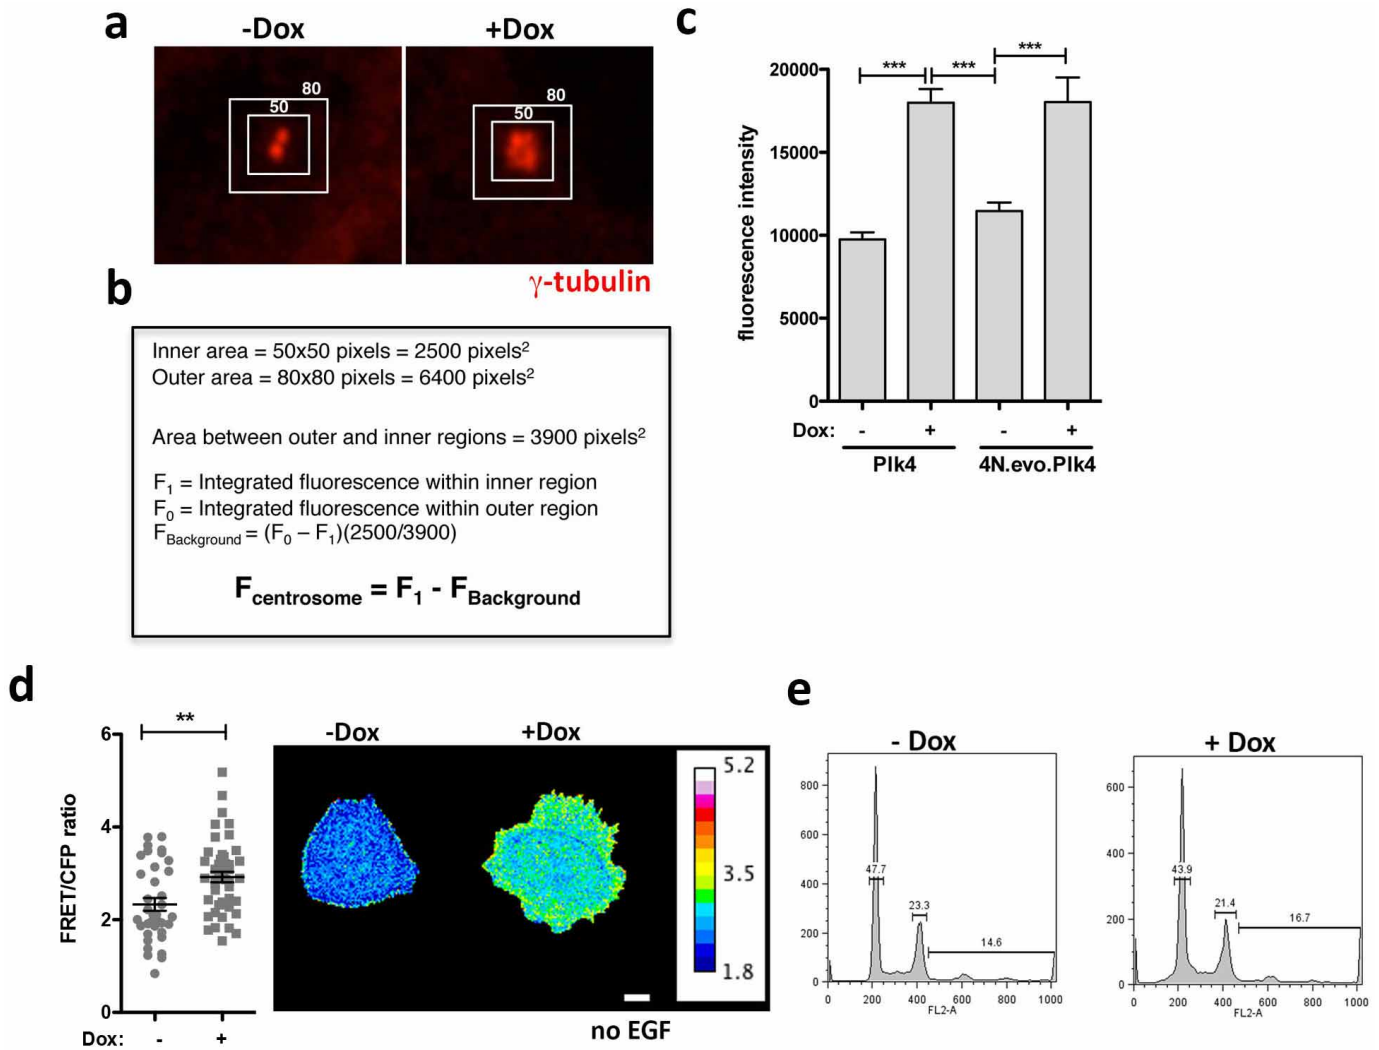 a
-Dox
+Dox
80
50
80
50
γ-tubulin
b
Inner area = 50x50 pixels = 2500 pixels²
Outer area = 80x80 pixels = 6400 pixels²
Area between outer and inner regions = 3900 pixels²
F₁ = Integrated fluorescence within inner region
F₀ = Integrated fluorescence within outer region
F_Background = (F₀ – F₁)(2500/3900)
F_centrosome = F₁ - F_Background
c
fluorescence intensity
20000
15000
10000
5000
0
*** *** ***
Dox: - + - +
Plk4 4N.evo.Plk4
d
FRET/CFP ratio
6
4
2
0
**
Dox: - +
-Dox
+Dox
5.2
3.5
1.8
no EGF
e
- Dox
800
600
400
200
0
47.7
23.3
14.6
0 200 400 600 800 1000
FL2-A
+ Dox
600
400
200
0
43.9
21.4
16.7
0 200 400 600 800 1000
FL2-A